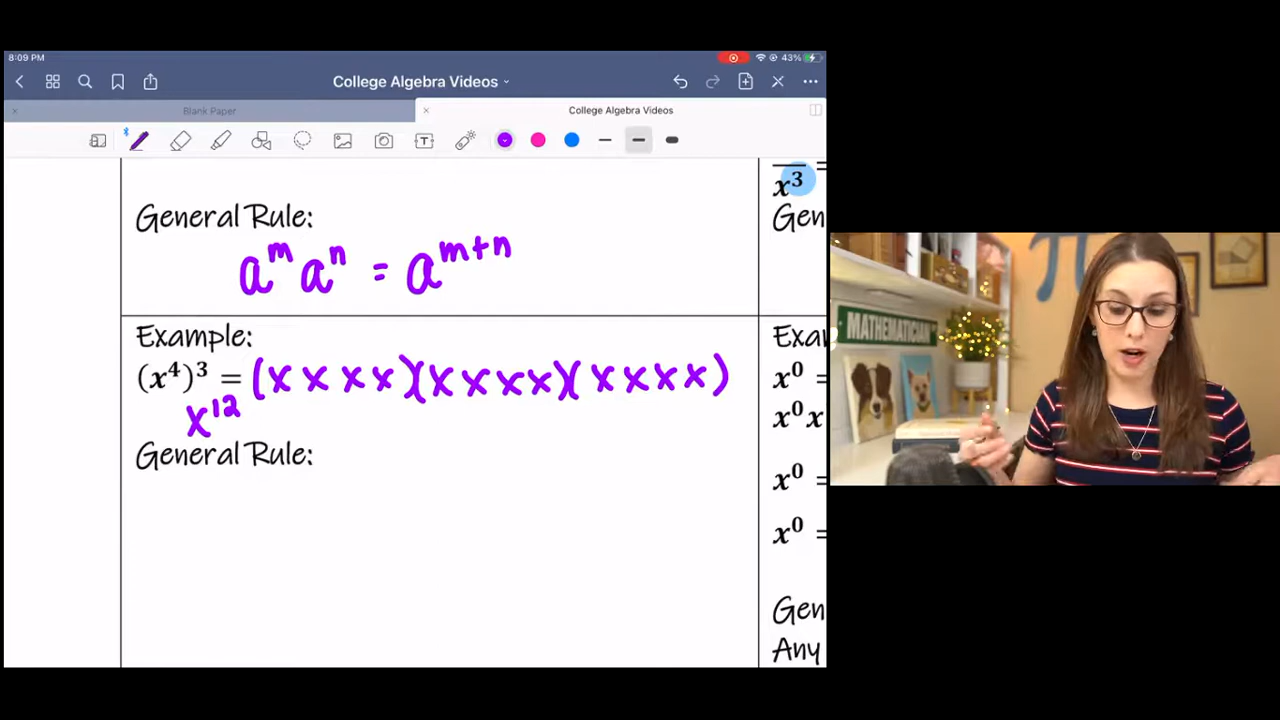 8:09 PM
43%
College Algebra Videos
Blank Paper
College Algebra Videos
T
General Rule:
a^m a^n = a^{m+n}
Example:
(x⁴)³ = (x x x x)(x x x x)(x x x x)
x¹²
General Rule:
x³ =
Gen
Exa
x⁰ =
x⁰x
x⁰ =
x⁰ =
Gen
Any
MATHEMATICIAN